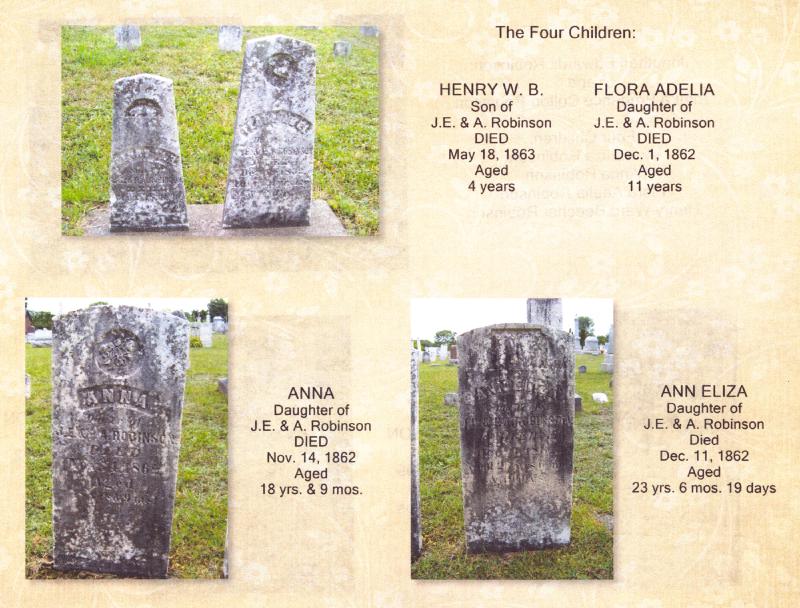 The Four Children:
HENRY W. B.
Son of
J.E. & A. Robinson
DIED
May 18, 1863
Aged
4 years
FLORA ADELIA
Daughter of
J.E. & A. Robinson
DIED
Dec. 1, 1862
Aged
11 years
ANNA
ROBINSON
ANNA
Daughter of
J.E. & A. Robinson
DIED
Nov. 14, 1862
Aged
18 yrs. & 9 mos.
ANN ELIZA
Daughter of
J.E. & A. Robinson
Died
Dec. 11, 1862
Aged
23 yrs. 6 mos. 19 days